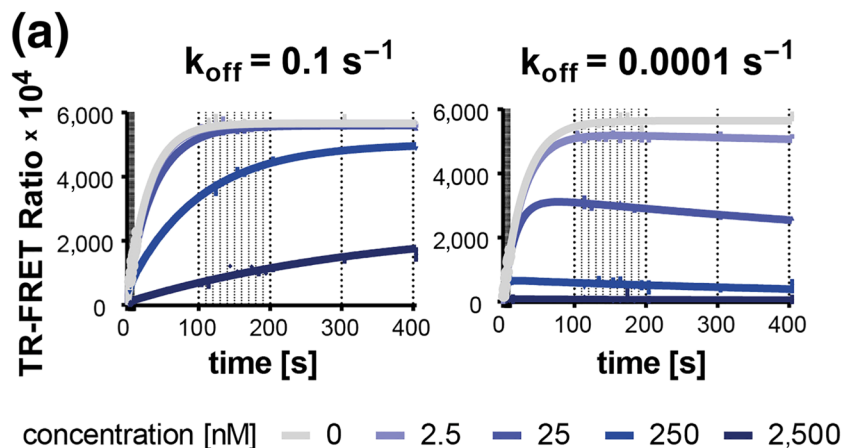 (a)
k_off = 0.1 s⁻¹
k_off = 0.0001 s⁻¹
TR-FRET Ratio × 10⁴
6,000
4,000
2,000
0
0 100 200 300 400
time [s]
6,000
4,000
2,000
0
0 100 200 300 400
time [s]
concentration [nM] 0 2.5 25 250 2,500